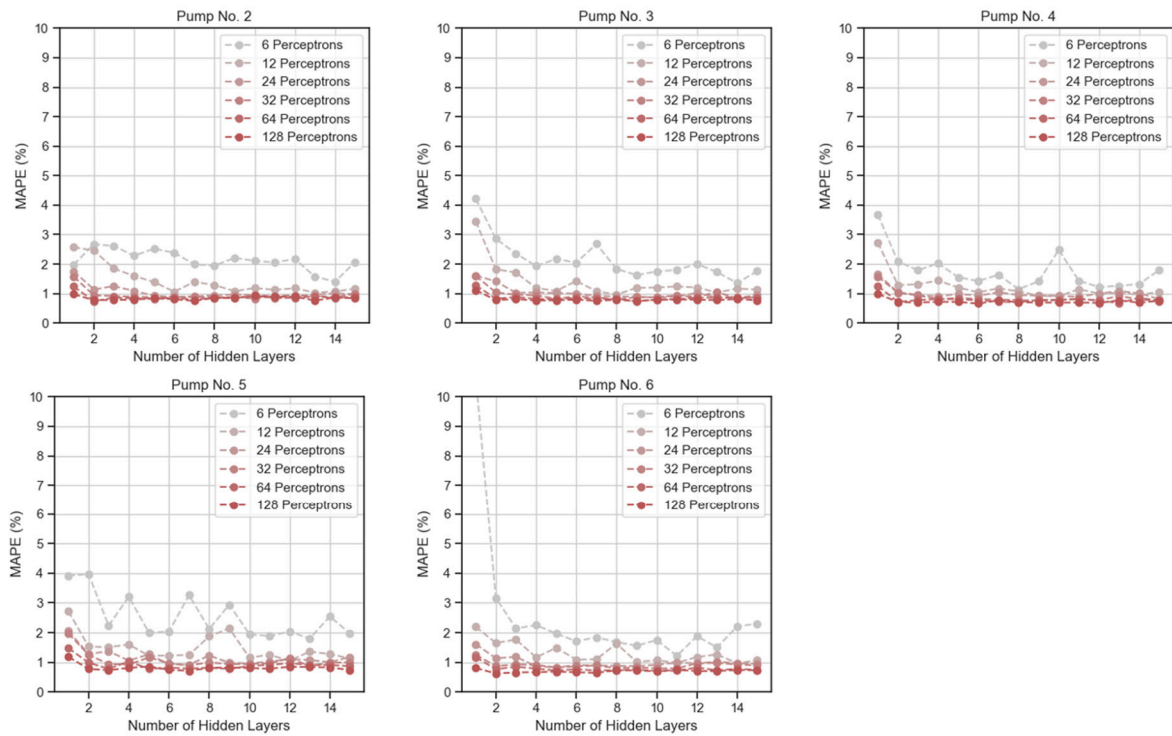 Pump No. 2
10
9
8
7
6
5
4
3
2
1
0
MAPE (%)
6 Perceptrons
12 Perceptrons
24 Perceptrons
32 Perceptrons
64 Perceptrons
128 Perceptrons
2 4 6 8 10 12 14
Number of Hidden Layers
Pump No. 3
10
9
8
7
6
5
4
3
2
1
0
MAPE (%)
6 Perceptrons
12 Perceptrons
24 Perceptrons
32 Perceptrons
64 Perceptrons
128 Perceptrons
2 4 6 8 10 12 14
Number of Hidden Layers
Pump No. 4
10
9
8
7
6
5
4
3
2
1
0
MAPE (%)
6 Perceptrons
12 Perceptrons
24 Perceptrons
32 Perceptrons
64 Perceptrons
128 Perceptrons
2 4 6 8 10 12 14
Number of Hidden Layers
Pump No. 5
10
9
8
7
6
5
4
3
2
1
0
MAPE (%)
6 Perceptrons
12 Perceptrons
24 Perceptrons
32 Perceptrons
64 Perceptrons
128 Perceptrons
2 4 6 8 10 12 14
Number of Hidden Layers
Pump No. 6
10
9
8
7
6
5
4
3
2
1
0
MAPE (%)
6 Perceptrons
12 Perceptrons
24 Perceptrons
32 Perceptrons
64 Perceptrons
128 Perceptrons
2 4 6 8 10 12 14
Number of Hidden Layers